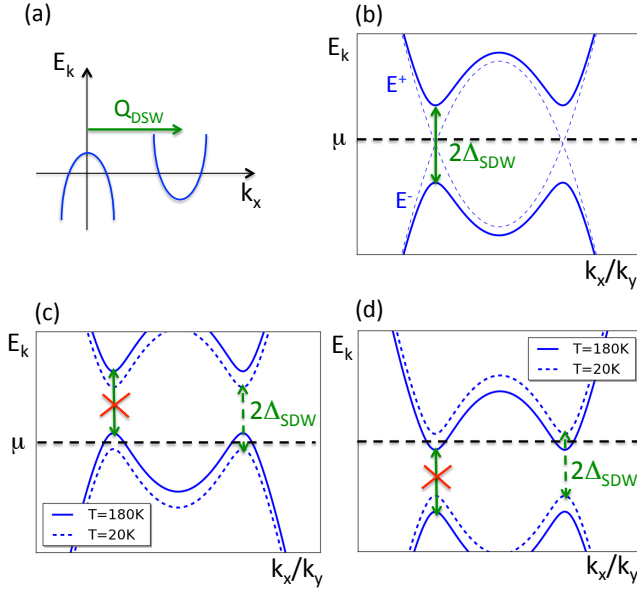 (a)
E_k
Q_DSW
k_x
(b)
E_k
E^+
μ
2Δ_SDW
E^-
k_x/k_y
(c)
E_k
μ
2Δ_SDW
T=180K
T=20K
k_x/k_y
(d)
E_k
T=180K
T=20K
μ
2Δ_SDW
k_x/k_y